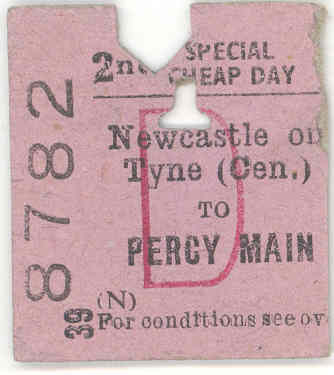 2nd SPECIAL
CHEAP DAY
D
Newcastle on
Tyne (Cen.)
TO
PERCY MAIN
(N)
For conditions see ov
8782
39